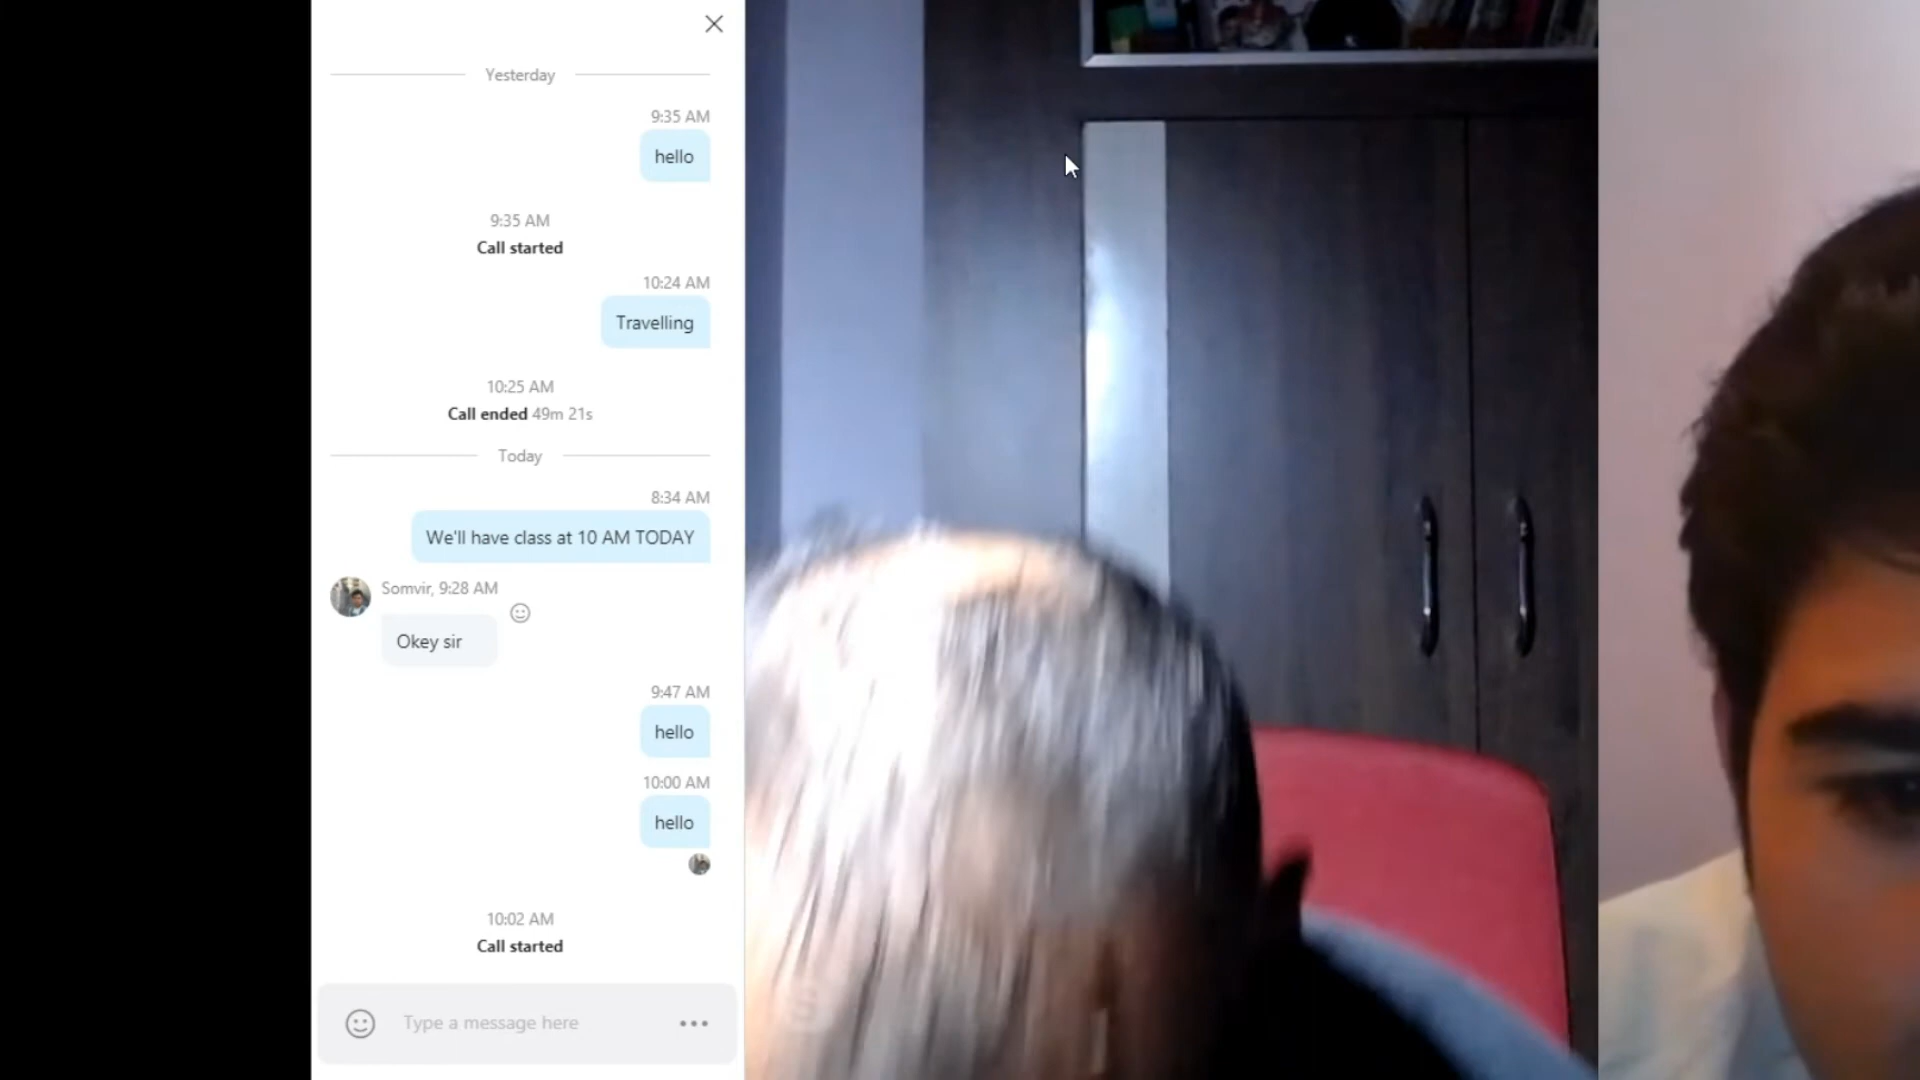 Yesterday
9:35 AM
hello
9:35 AM
Call started
10:24 AM
Travelling
10:25 AM
Call ended 49m 21s
Today
8:34 AM
We'll have class at 10 AM TODAY
Somvir, 9:28 AM
Okey sir
9:47 AM
hello
10:00 AM
hello
10:02 AM
Call started
Type a message here